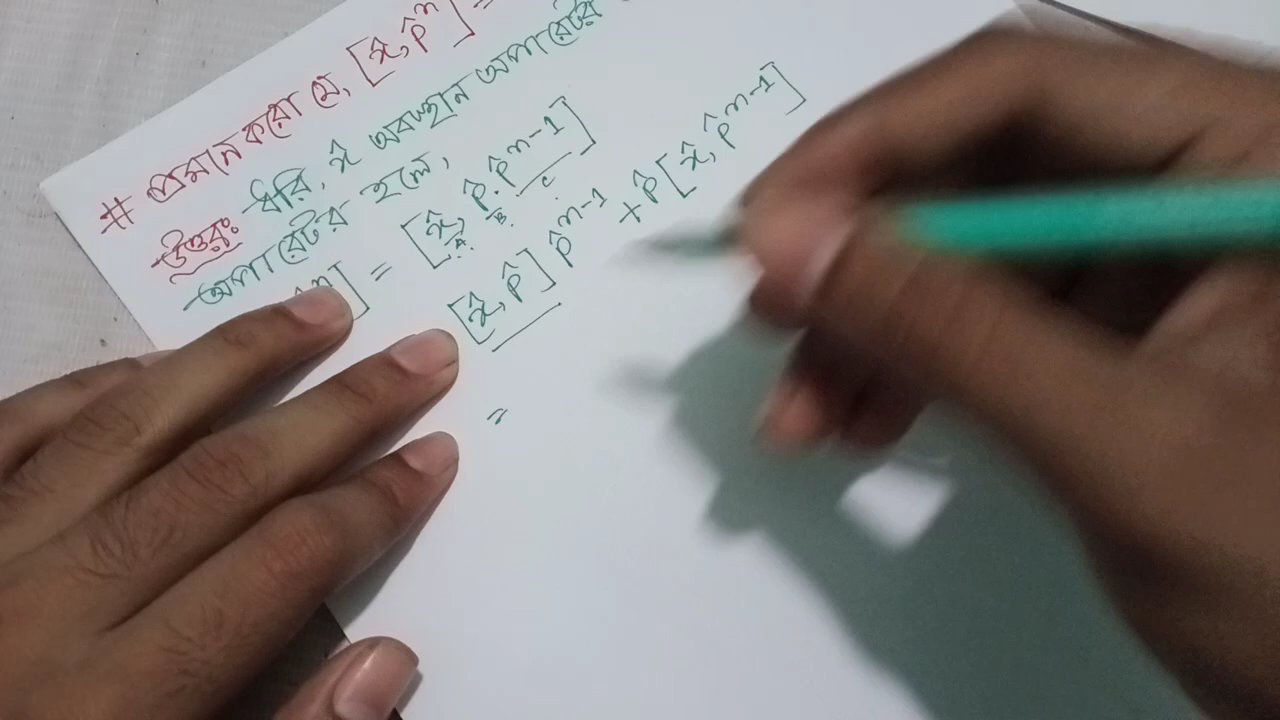 # প্রমান করো যে, [x̂, p̂ⁿ] =
উত্তরঃ ধরি, x̂ অবস্থান অপারেটর
অপারেটর হলে,
] = [x̂, p̂.p̂ⁿ⁻¹]
A. B. C
[x̂, p̂] p̂ⁿ⁻¹ + p̂[x̂, p̂ⁿ⁻¹]
=